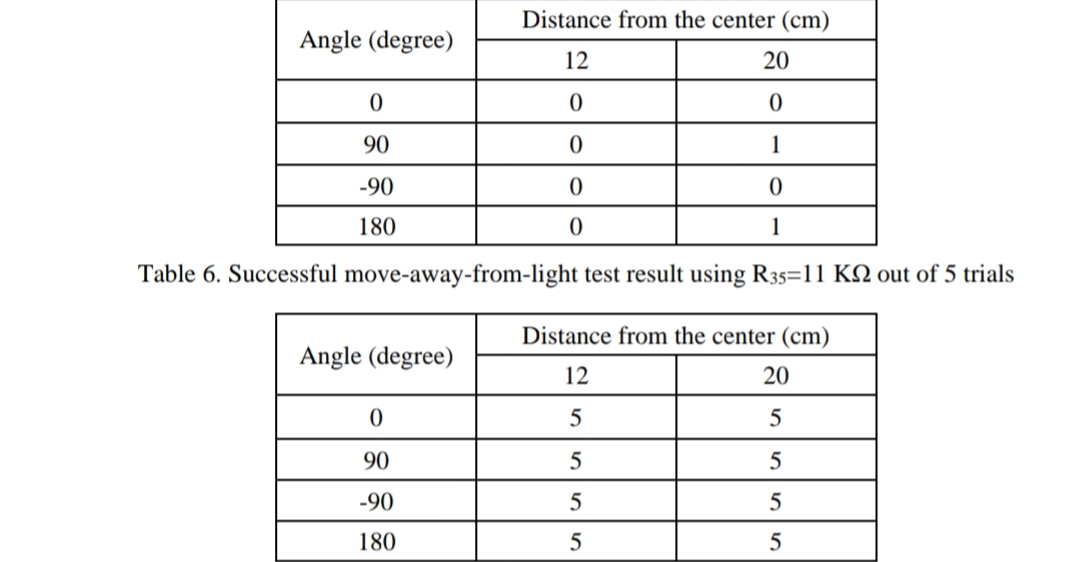 Angle (degree) Distance from the center (cm)
12 20
0 0 0
90 0 1
-90 0 0
180 0 1
Table 6. Successful move-away-from-light test result using R35=11 KΩ out of 5 trials
Angle (degree) Distance from the center (cm)
12 20
0 5 5
90 5 5
-90 5 5
180 5 5